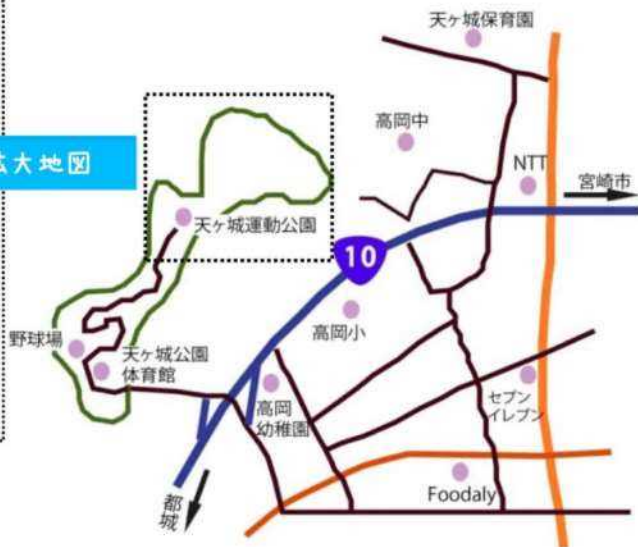 天ヶ城保育園
高岡中
NTT
宮崎市
大地図
天ヶ城運動公園
10
高岡小
野球場
天ヶ城公園
体育館
高岡
幼稚園
セブン
イレブン
都城
Foodaly